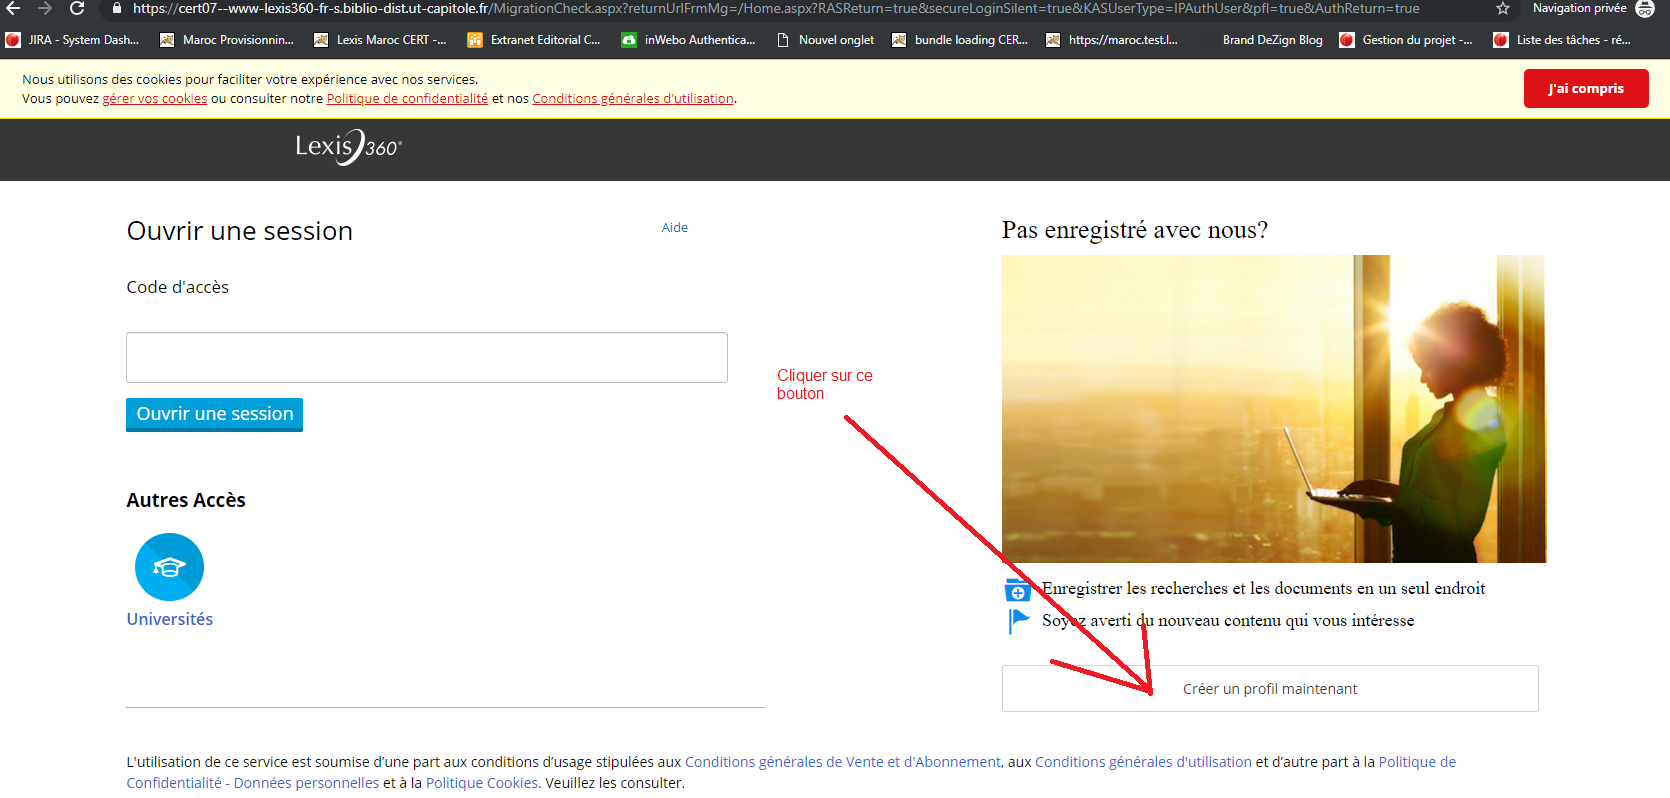 https://cert07--www-lexis360-fr-s.biblio-dist.ut-capitole.fr/MigrationCheck.aspx?returnUrlFrmMg=/Home.aspx?RASReturn=true&secureLoginSilent=true&KASUserType=IPAuthUser&pfl=true&AuthReturn=true
Navigation privée
JIRA - System Dash...
Maroc Provisionnin...
Lexis Maroc CERT -...
Extranet Editorial C...
inWebo Authentica...
Nouvel onglet
bundle loading CER...
https://maroc.test.l...
Brand DeZign Blog
Gestion du projet -...
Liste des tâches - ré...
Nous utilisons des cookies pour faciliter votre expérience avec nos services.
Vous pouvez gérer vos cookies ou consulter notre Politique de confidentialité et nos Conditions générales d'utilisation.
J'ai compris
Lexis 360®
Ouvrir une session
Aide
Code d'accès
Ouvrir une session
Autres Accès
Universités
Cliquer sur ce
bouton
Pas enregistré avec nous?
Enregistrer les recherches et les documents en un seul endroit
Soyez averti du nouveau contenu qui vous intéresse
Créer un profil maintenant
L'utilisation de ce service est soumise d’une part aux conditions d’usage stipulées aux Conditions générales de Vente et d'Abonnement, aux Conditions générales d'utilisation et d’autre part à la Politique de
Confidentialité - Données personnelles et à la Politique Cookies. Veuillez les consulter.